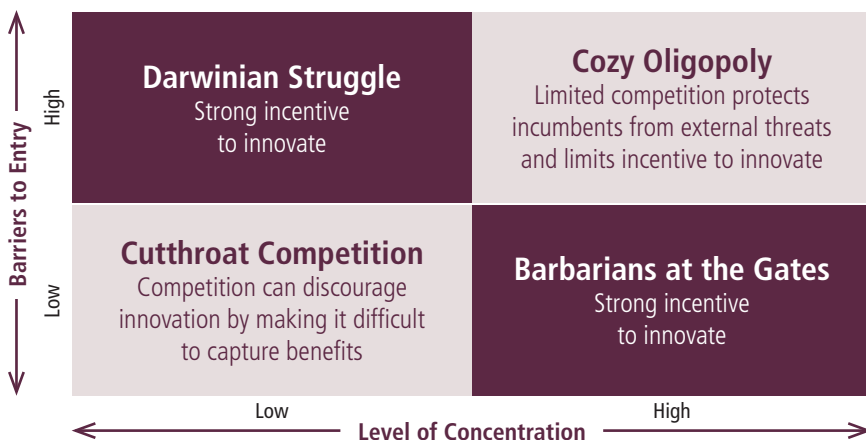 Barriers to Entry
High
Low
Darwinian Struggle
Strong incentive
to innovate
Cozy Oligopoly
Limited competition protects
incumbents from external threats
and limits incentive to innovate
Cutthroat Competition
Competition can discourage
innovation by making it difficult
to capture benefits
Barbarians at the Gates
Strong incentive
to innovate
Low
High
Level of Concentration